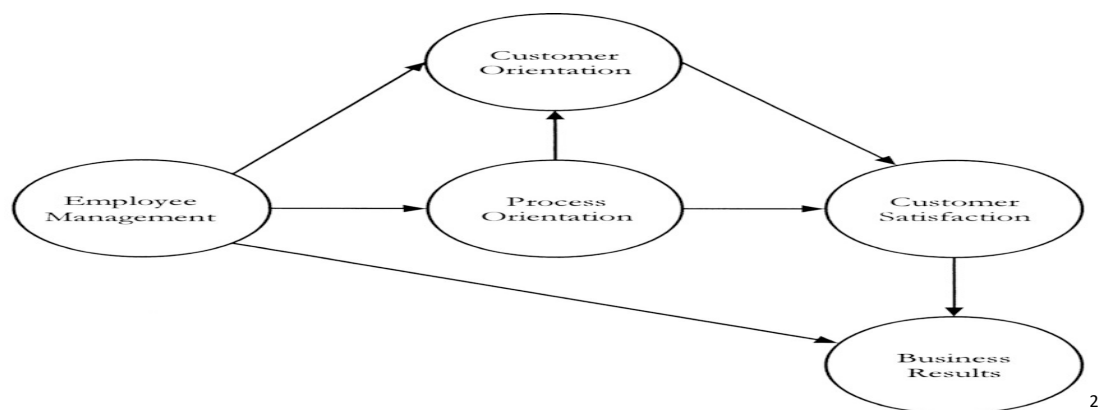 Customer
Orientation
Employee
Management
Process
Orientation
Customer
Satisfaction
Business
Results
2